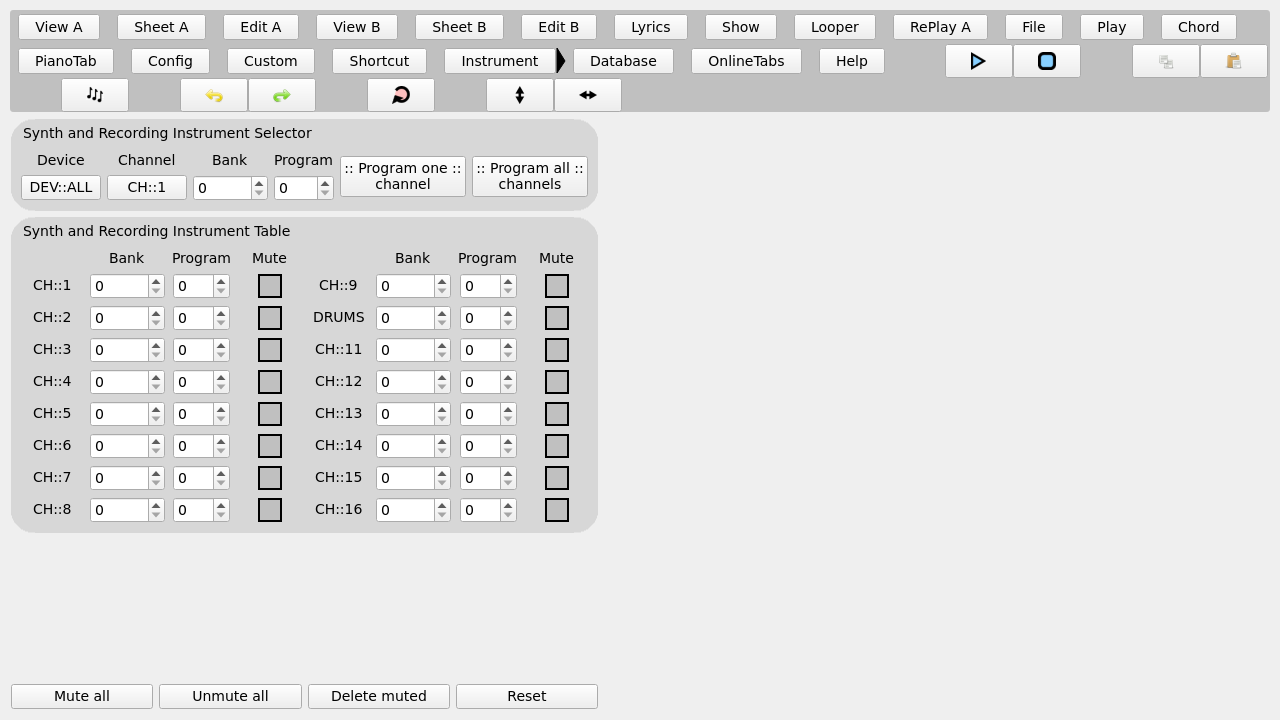 View A Sheet A Edit A View B Sheet B Edit B Lyrics Show Looper RePlay A File Play Chord
PianoTab Config Custom Shortcut Instrument Database OnlineTabs Help
Synth and Recording Instrument Selector
Device Channel Bank Program
DEV::ALL CH::1 0 0 :: Program one :: channel :: Program all :: channels
Synth and Recording Instrument Table
Bank Program Mute Bank Program Mute
CH::1 0 0 CH::9 0 0
CH::2 0 0 DRUMS 0 0
CH::3 0 0 CH::11 0 0
CH::4 0 0 CH::12 0 0
CH::5 0 0 CH::13 0 0
CH::6 0 0 CH::14 0 0
CH::7 0 0 CH::15 0 0
CH::8 0 0 CH::16 0 0
Mute all Unmute all Delete muted Reset